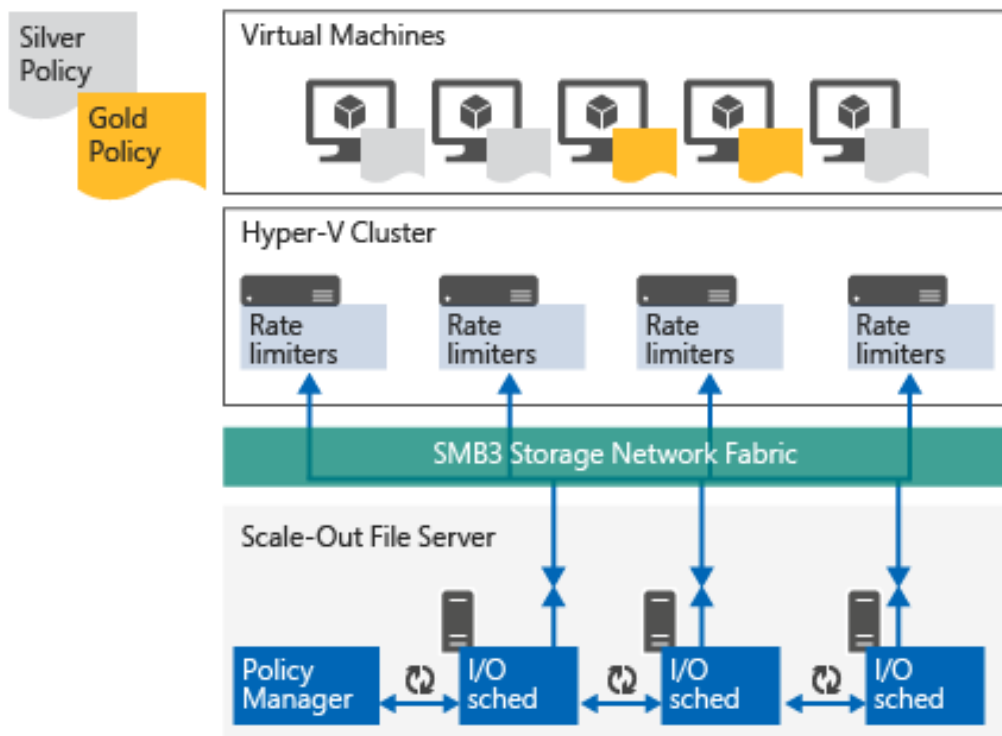 Silver
Policy
Gold
Policy
Virtual Machines
Hyper-V Cluster
Rate
limiters
Rate
limiters
Rate
limiters
Rate
limiters
SMB3 Storage Network Fabric
Scale-Out File Server
Policy
Manager
I/O
sched
I/O
sched
I/O
sched